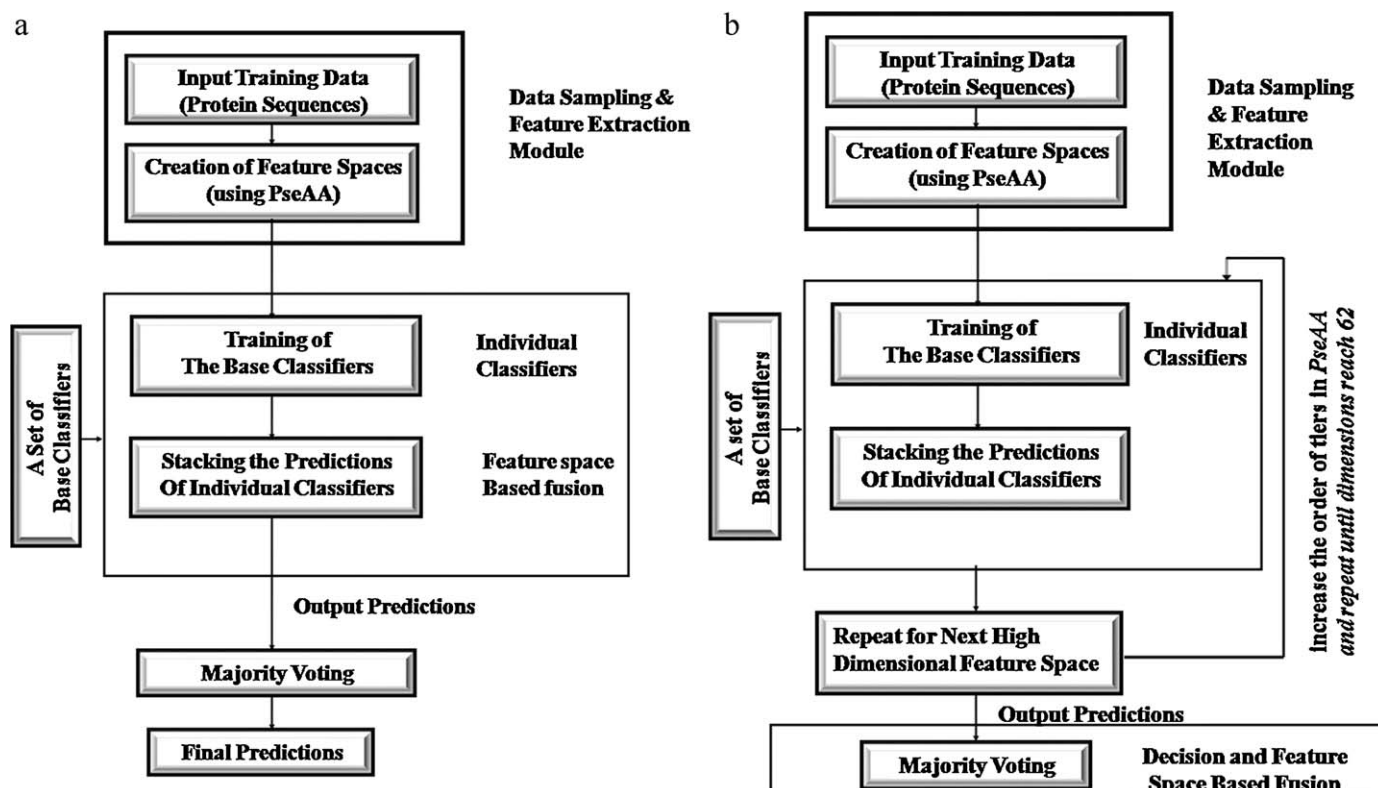 a
Input Training Data
(Protein Sequences)
Creation of Feature Spaces
(using PseAA)
Data Sampling &
Feature Extraction
Module
A Set of
Base Classifiers
Training of
The Base Classifiers
Individual
Classifiers
Stacking the Predictions
Of Individual Classifiers
Feature space
Based fusion
Output Predictions
Majority Voting
Final Predictions
b
Input Training Data
(Protein Sequences)
Creation of Feature Spaces
(using PseAA)
Data Sampling
& Feature
Extraction
Module
A set of
Base Classifiers
Training of
The Base Classifiers
Individual
Classifiers
Stacking the Predictions
Of Individual Classifiers
Increase the order of tiers in PseAA
and repeat until dimensions reach 62
Repeat for Next High
Dimensional Feature Space
Output Predictions
Majority Voting
Decision and Feature
Space Based Fusion